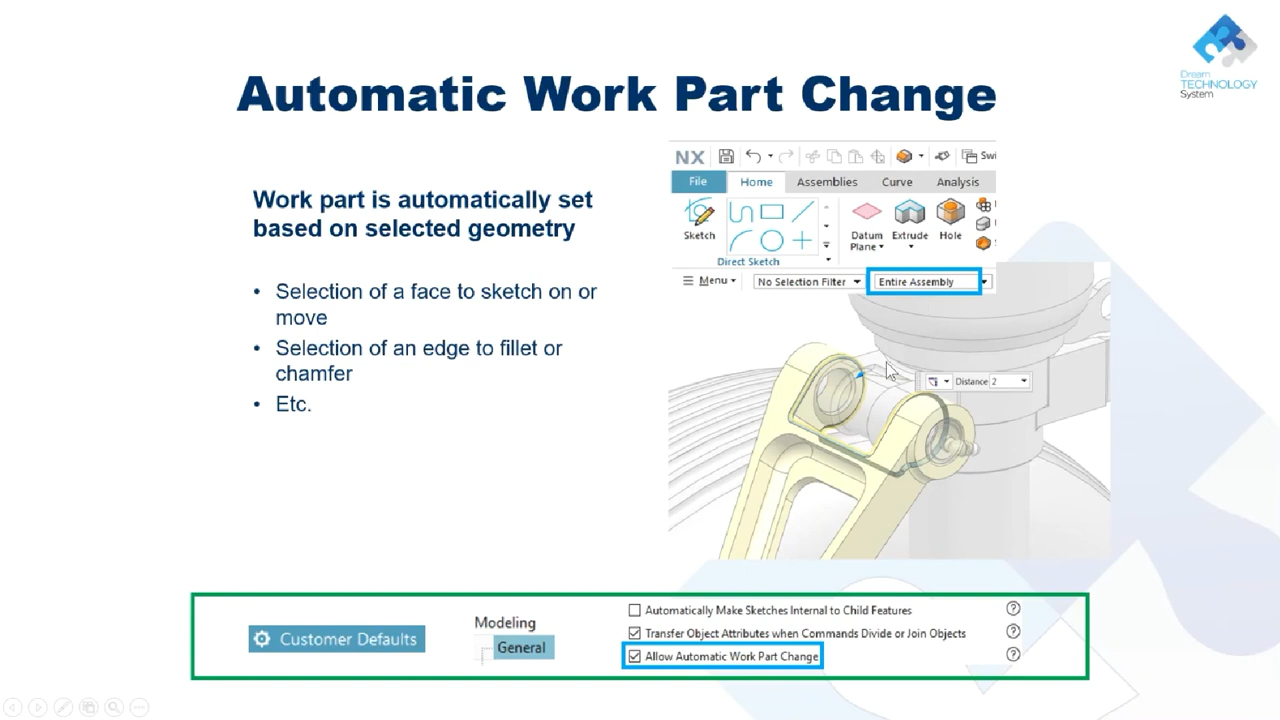 Dream
TECHNOLOGY
System
Automatic Work Part Change
Work part is automatically set
based on selected geometry
• Selection of a face to sketch on or
move
• Selection of an edge to fillet or
chamfer
• Etc.
NX
File Home Assemblies Curve Analysis
Sketch
Datum
Plane
Extrude
Hole
Direct Sketch
Menu No Selection Filter Entire Assembly
Distance 2
Customer Defaults
Modeling
General
Automatically Make Sketches Internal to Child Features
Transfer Object Attributes when Commands Divide or Join Objects
Allow Automatic Work Part Change